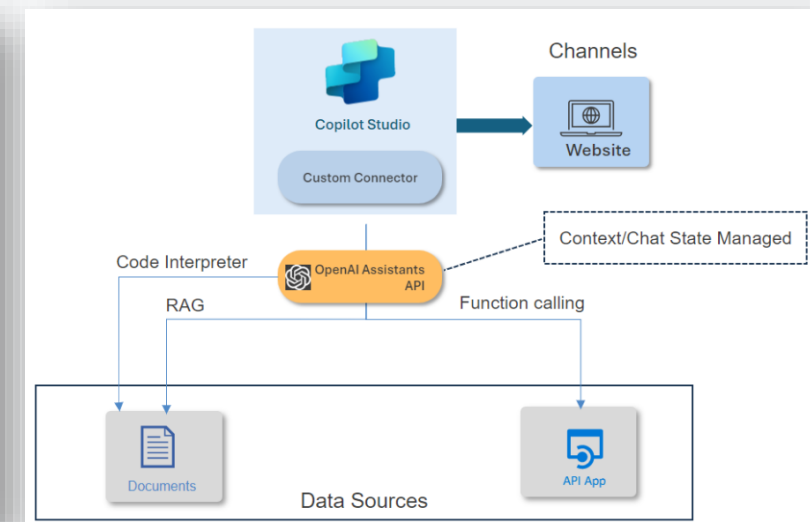 Channels
Copilot Studio
Website
Custom Connector
Context/Chat State Managed
Code Interpreter
OpenAI Assistants
API
RAG
Function calling
Documents
API App
Data Sources